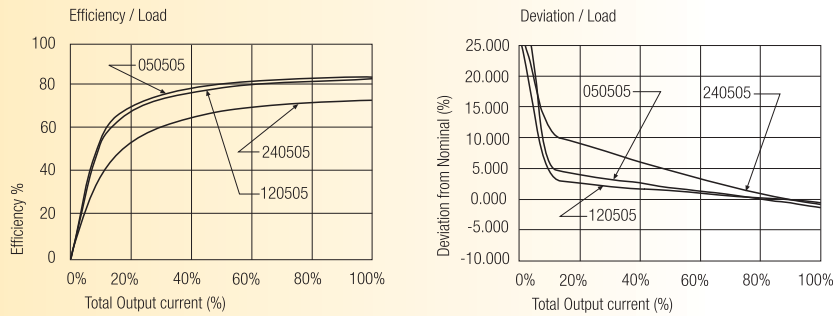 Efficiency / Load
100
80
60
40
20
0
Efficiency %
050505
240505
120505
0% 20% 40% 60% 80% 100%
Total Output current (%)
Deviation / Load
25.000
20.000
15.000
10.000
5.000
0.000
-5.000
-10.000
Deviation from Nominal (%)
050505
240505
120505
0% 20% 40% 60% 80% 100%
Total Output current (%)